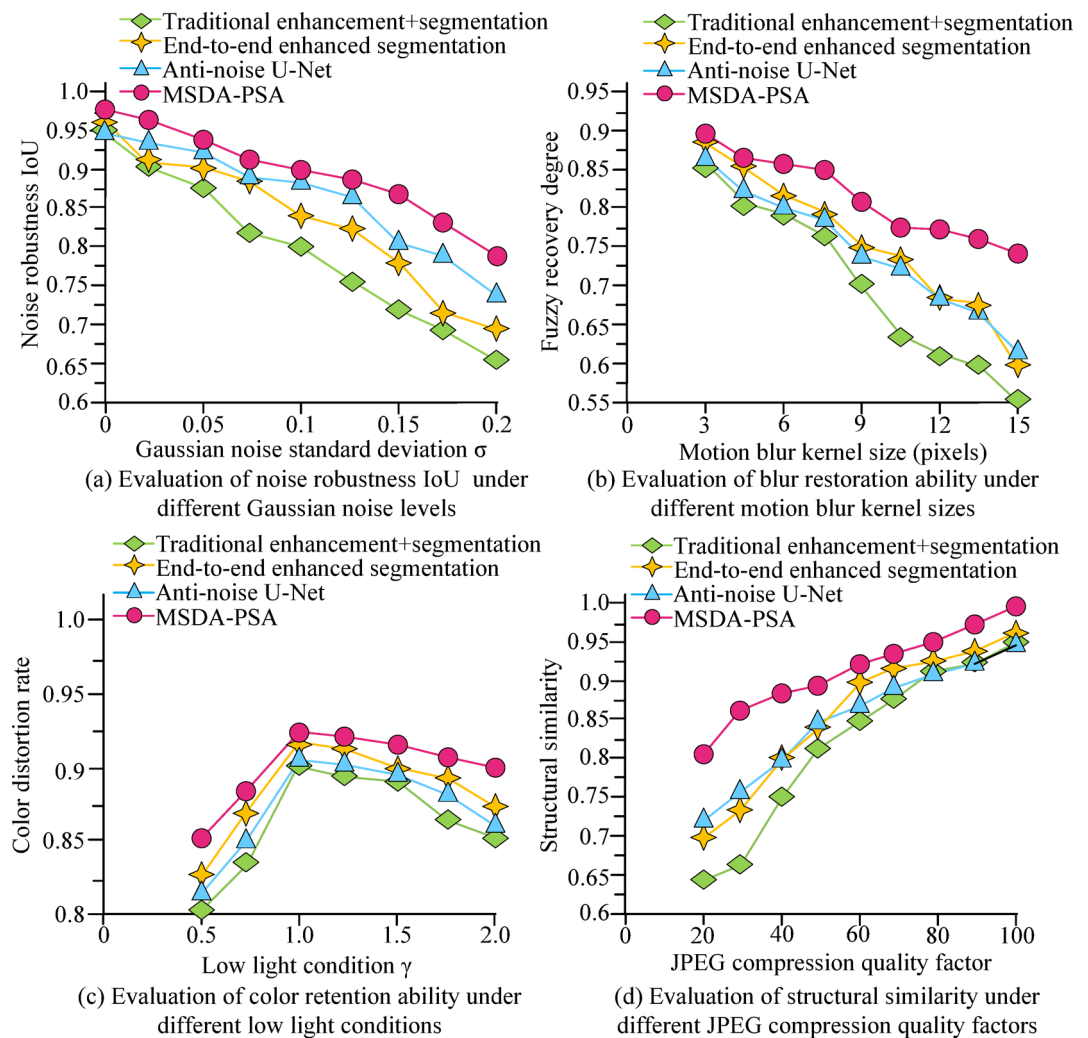 Traditional enhancement+segmentation
End-to-end enhanced segmentation
Anti-noise U-Net
MSDA-PSA
1.0
0.95
0.9
0.85
0.8
0.75
0.7
0.65
0.6
Noise robustness IoU
0 0.05 0.1 0.15 0.2
Gaussian noise standard deviation σ
(a) Evaluation of noise robustness IoU under
different Gaussian noise levels
Traditional enhancement+segmentation
End-to-end enhanced segmentation
Anti-noise U-Net
MSDA-PSA
0.95
0.9
0.85
0.8
0.75
0.7
0.65
0.6
0.55
Fuzzy recovery degree
0 3 6 9 12 15
Motion blur kernel size (pixels)
(b) Evaluation of blur restoration ability under
different motion blur kernel sizes
Traditional enhancement+segmentation
End-to-end enhanced segmentation
Anti-noise U-Net
MSDA-PSA
1.0
0.95
0.9
0.85
0.8
Color distortion rate
0 0.5 1.0 1.5 2.0
Low light condition γ
(c) Evaluation of color retention ability under
different low light conditions
Traditional enhancement+segmentation
End-to-end enhanced segmentation
Anti-noise U-Net
MSDA-PSA
1.0
0.95
0.9
0.85
0.8
0.7
0.65
0.6
Structural similarity
0 20 40 60 80 100
JPEG compression quality factor
(d) Evaluation of structural similarity under
different JPEG compression quality factors